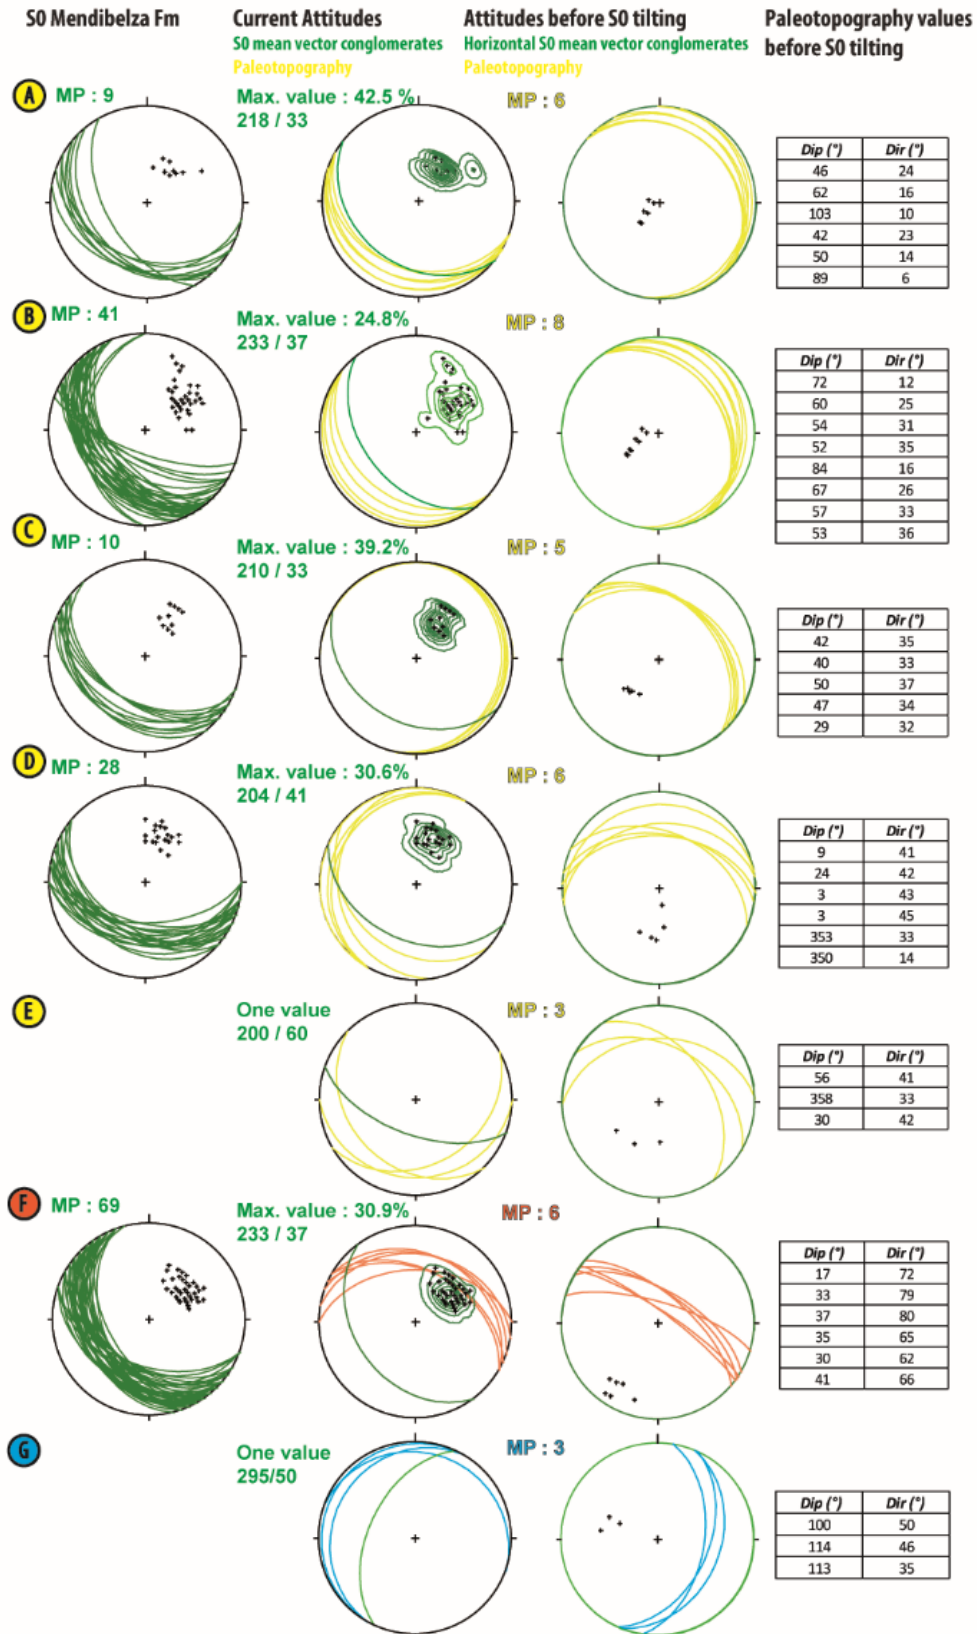 S0 Mendibelza Fm
Current Attitudes
S0 mean vector conglomerates
Paleotopography
Attitudes before S0 tilting
Horizontal S0 mean vector conglomerates
Paleotopography
Paleotopography values
before S0 tilting
A
MP : 9
Max. value : 42.5 %
218 / 33
MP : 6
Dip (°) Dir (°)
46 24
62 16
103 10
42 23
50 14
89 6
B
MP : 41
Max. value : 24.8%
233 / 37
MP : 8
Dip (°) Dir (°)
72 12
60 25
54 31
52 35
84 16
67 26
57 33
53 36
C
MP : 10
Max. value : 39.2%
210 / 33
MP : 5
Dip (°) Dir (°)
42 35
40 33
50 37
47 34
29 32
D
MP : 28
Max. value : 30.6%
204 / 41
MP : 6
Dip (°) Dir (°)
9 41
24 42
3 43
3 45
353 33
350 14
E
One value
200 / 60
MP : 3
Dip (°) Dir (°)
56 41
358 33
30 42
F
MP : 69
Max. value : 30.9%
233 / 37
MP : 6
Dip (°) Dir (°)
17 72
33 79
37 80
35 65
30 62
41 66
G
One value
295/50
MP : 3
Dip (°) Dir (°)
100 50
114 46
113 35